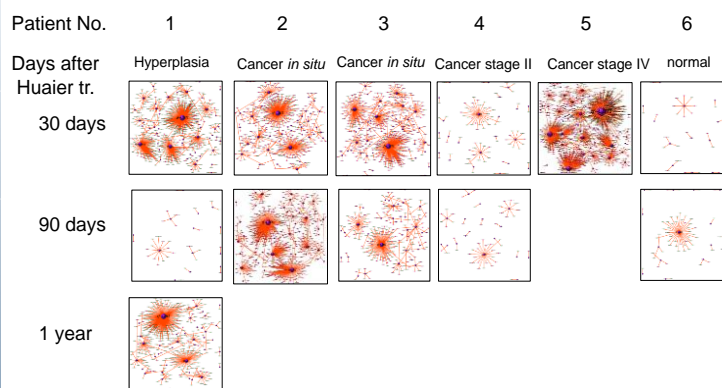 Patient No. 1 2 3 4 5 6
Days after Hyperplasia Cancer in situ Cancer in situ Cancer stage II Cancer stage IV normal
Huaier tr.
30 days
90 days
1 year